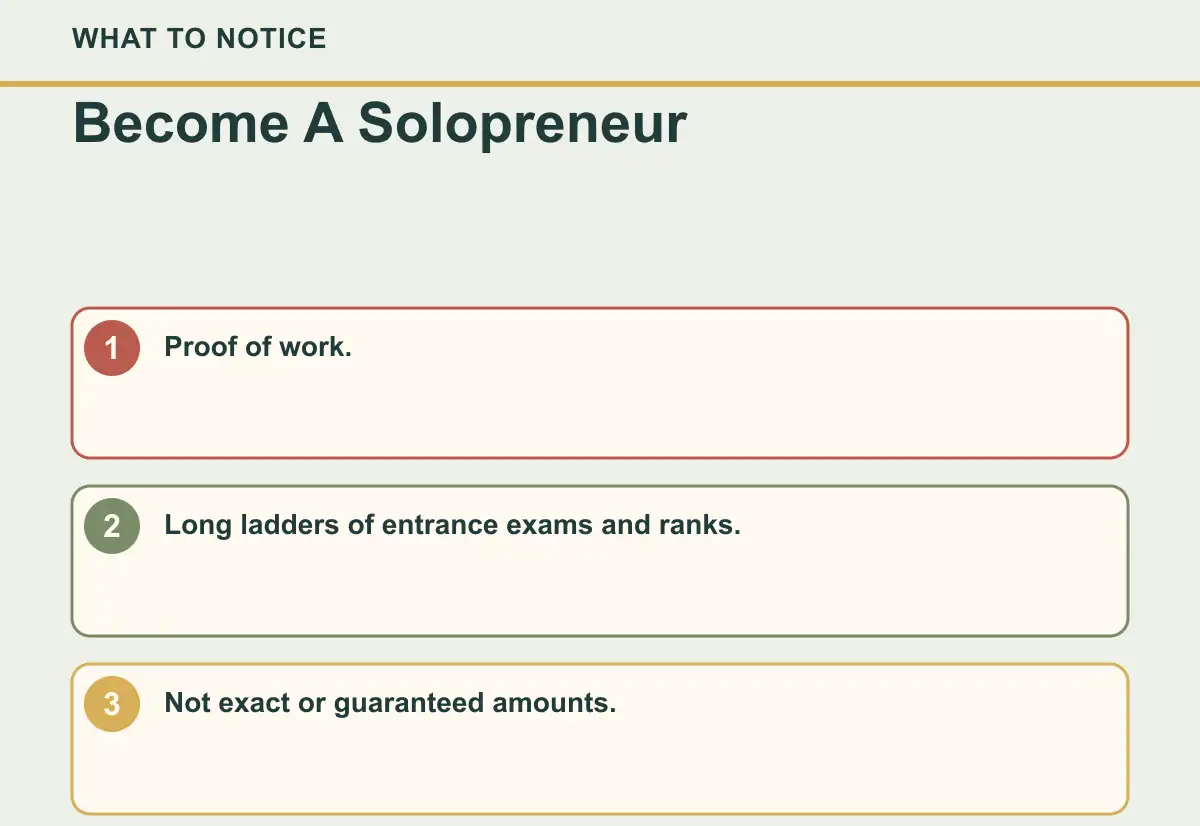 WHAT TO NOTICE
Become A Solopreneur
1 Proof of work.
2 Long ladders of entrance exams and ranks.
3 Not exact or guaranteed amounts.